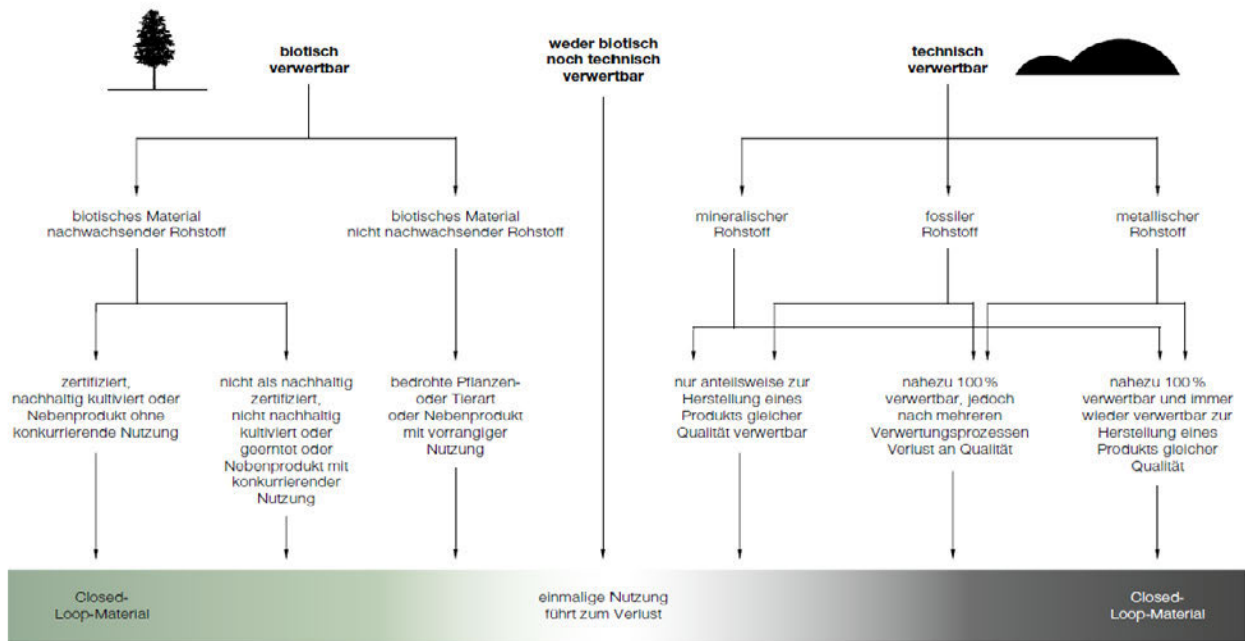 biotisch
verwertbar
weder biotisch
noch technisch
verwertbar
technisch
verwertbar
biotisches Material
nachwachsender Rohstoff
biotisches Material
nicht nachwachsender Rohstoff
mineralischer
Rohstoff
fossiler
Rohstoff
metallischer
Rohstoff
zertifiziert,
nachhaltig kultiviert oder
Nebenprodukt ohne
konkurrierende Nutzung
nicht als nachhaltig
zertifiziert,
nicht nachhaltig
kultiviert oder
geerntet oder
Nebenprodukt mit
konkurrierender
Nutzung
bedrohte Pflanzen-
oder Tierart
oder Nebenprodukt
mit vorrangiger
Nutzung
nur anteilsweise zur
Herstellung eines
Produkts gleicher
Qualität verwertbar
nahezu 100 %
verwertbar, jedoch
nach mehreren
Verwertungsprozessen
Verlust an Qualität
nahezu 100 %
verwertbar und immer
wieder verwertbar zur
Herstellung eines
Produkts gleicher
Qualität
Closed-
Loop-Material
einmalige Nutzung
führt zum Verlust
Closed-
Loop-Material